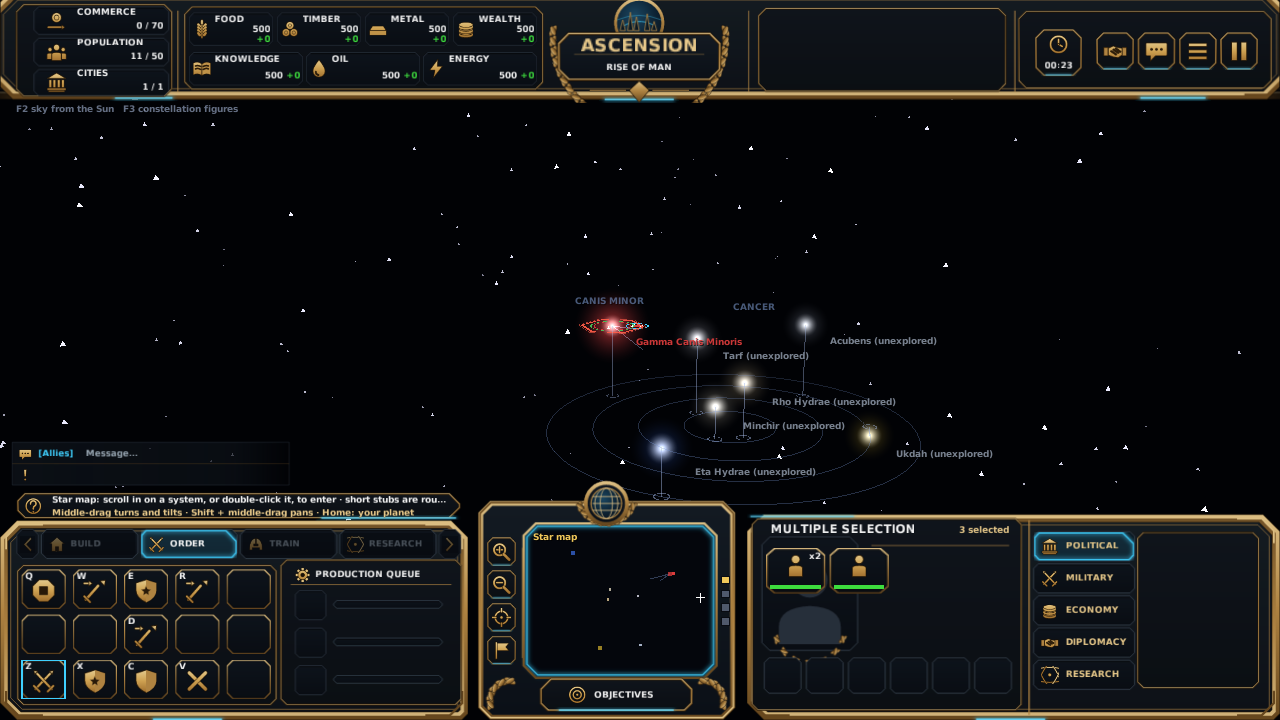 COMMERCE
0 / 70
POPULATION
11 / 50
CITIES
1 / 1
FOOD
500
+0
TIMBER
500
+0
METAL
500
+0
WEALTH
500
+0
KNOWLEDGE
500 +0
OIL
500 +0
ENERGY
500 +0
ASCENSION
RISE OF MAN
00:23
F2 sky from the Sun F3 constellation figures
CANIS MINOR
CANCER
Gamma Canis Minoris
Acubens (unexplored)
Tarf (unexplored)
Rho Hydrae (unexplored)
Minchir (unexplored)
Ukdah (unexplored)
Eta Hydrae (unexplored)
[Allies] Message...
!
Star map: scroll in on a system, or double-click it, to enter · short stubs are rou...
Middle-drag turns and tilts · Shift + middle-drag pans · Home: your planet
BUILD
ORDER
TRAIN
RESEARCH
Q
W
E
R
D
Z
X
C
V
PRODUCTION QUEUE
Star map
OBJECTIVES
MULTIPLE SELECTION
3 selected
x2
POLITICAL
MILITARY
ECONOMY
DIPLOMACY
RESEARCH